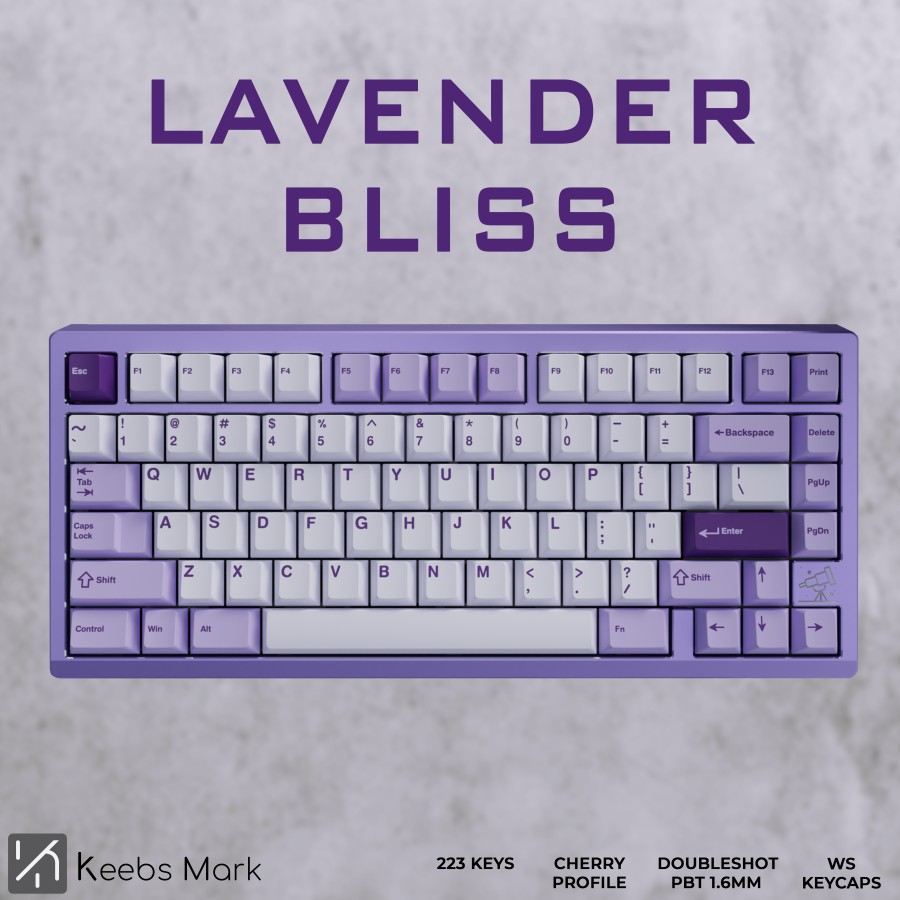 LAVENDER
BLISS
Esc F1 F2 F3 F4 F5 F6 F7 F8 F9 F10 F11 F12 F13 Print
~ ! @ # $ % ^ & * ( ) - + ←Backspace Delete
` 1 2 3 4 5 6 7 8 9 0 - =
Tab Q W E R T Y U I O P { } | PgUp
[ ] \
Caps A S D F G H J K L : " Enter PgDn
Lock ; '
Shift Z X C V B N M < > ? Shift ↑
, . /
Control Win Alt Fn ← ↓ →
Keebs Mark
223 KEYS CHERRY DOUBLESHOT WS
PROFILE PBT 1.6MM KEYCAPS